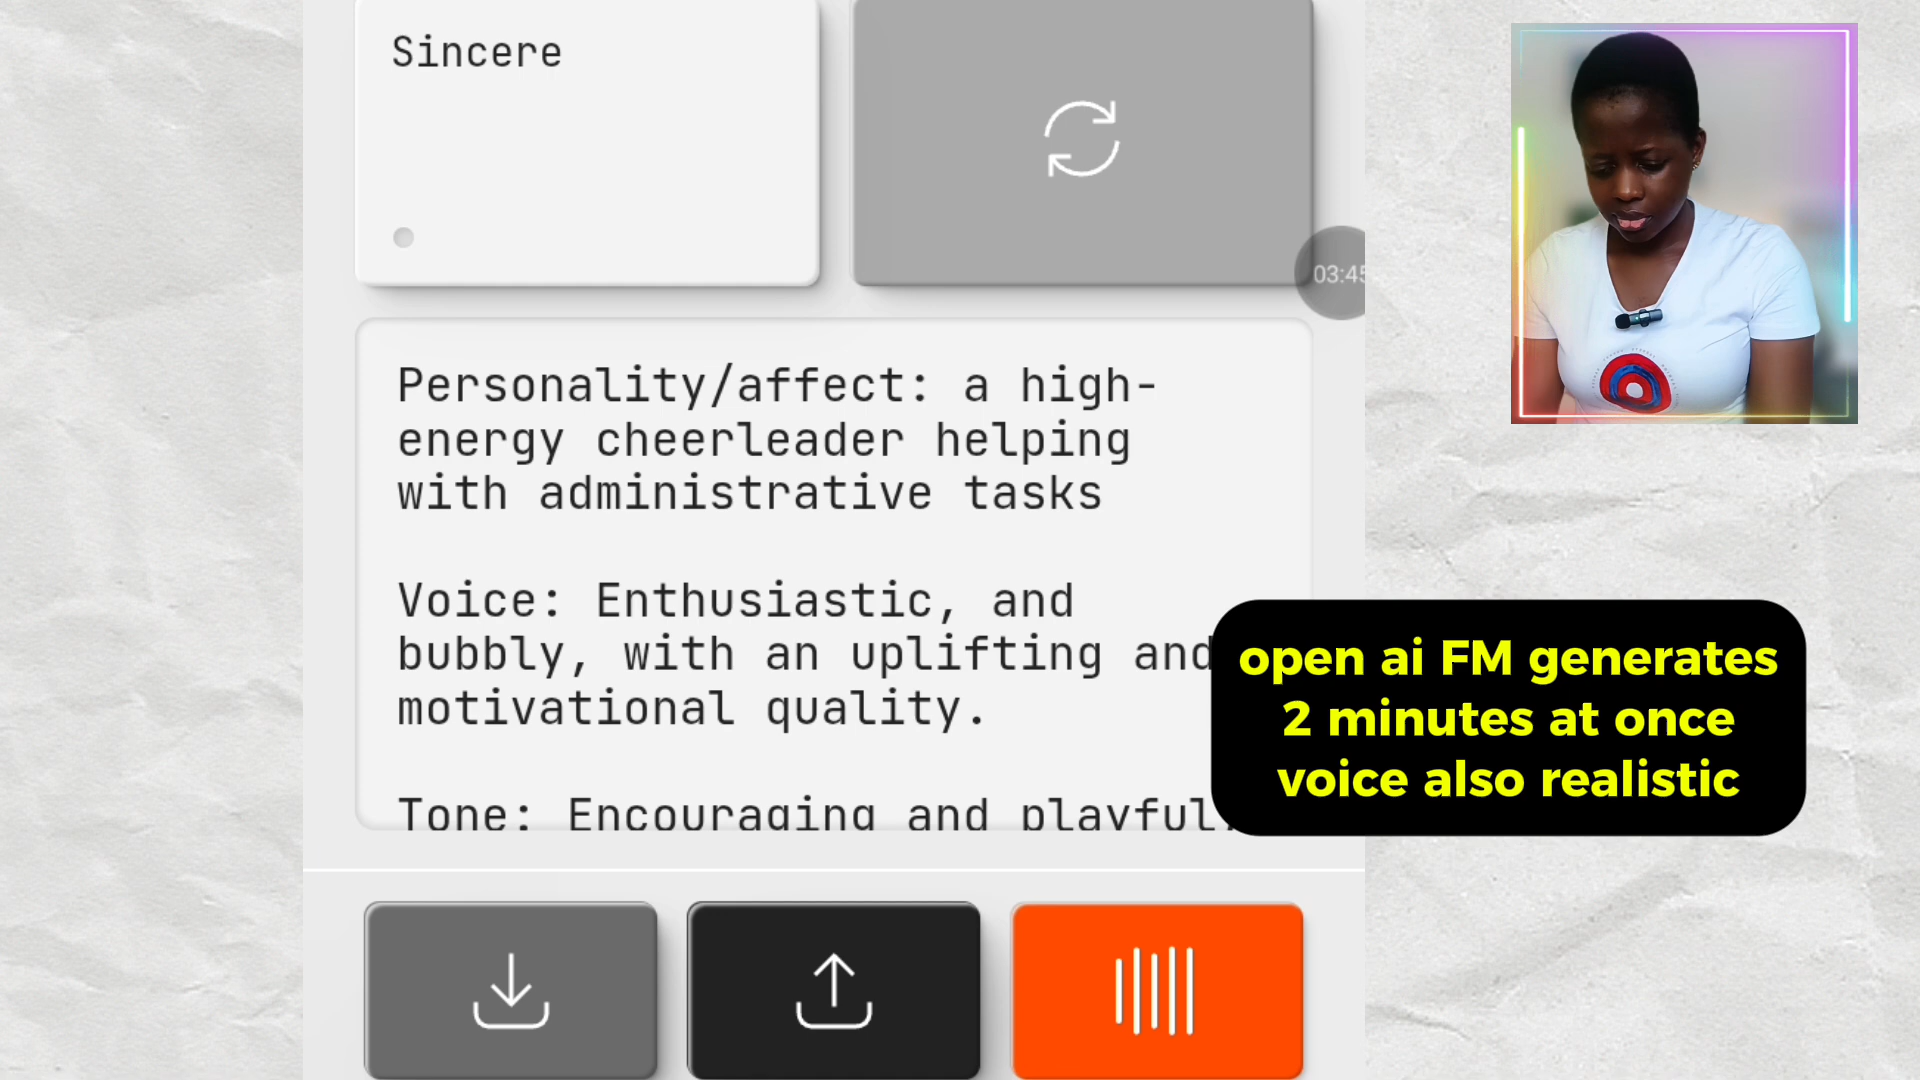 Sincere
03:45
Personality/affect: a high-
energy cheerleader helping
with administrative tasks
Voice: Enthusiastic, and
bubbly, with an uplifting and
motivational quality.
Tone: Encouraging and playful,
open ai FM generates
2 minutes at once
voice also realistic